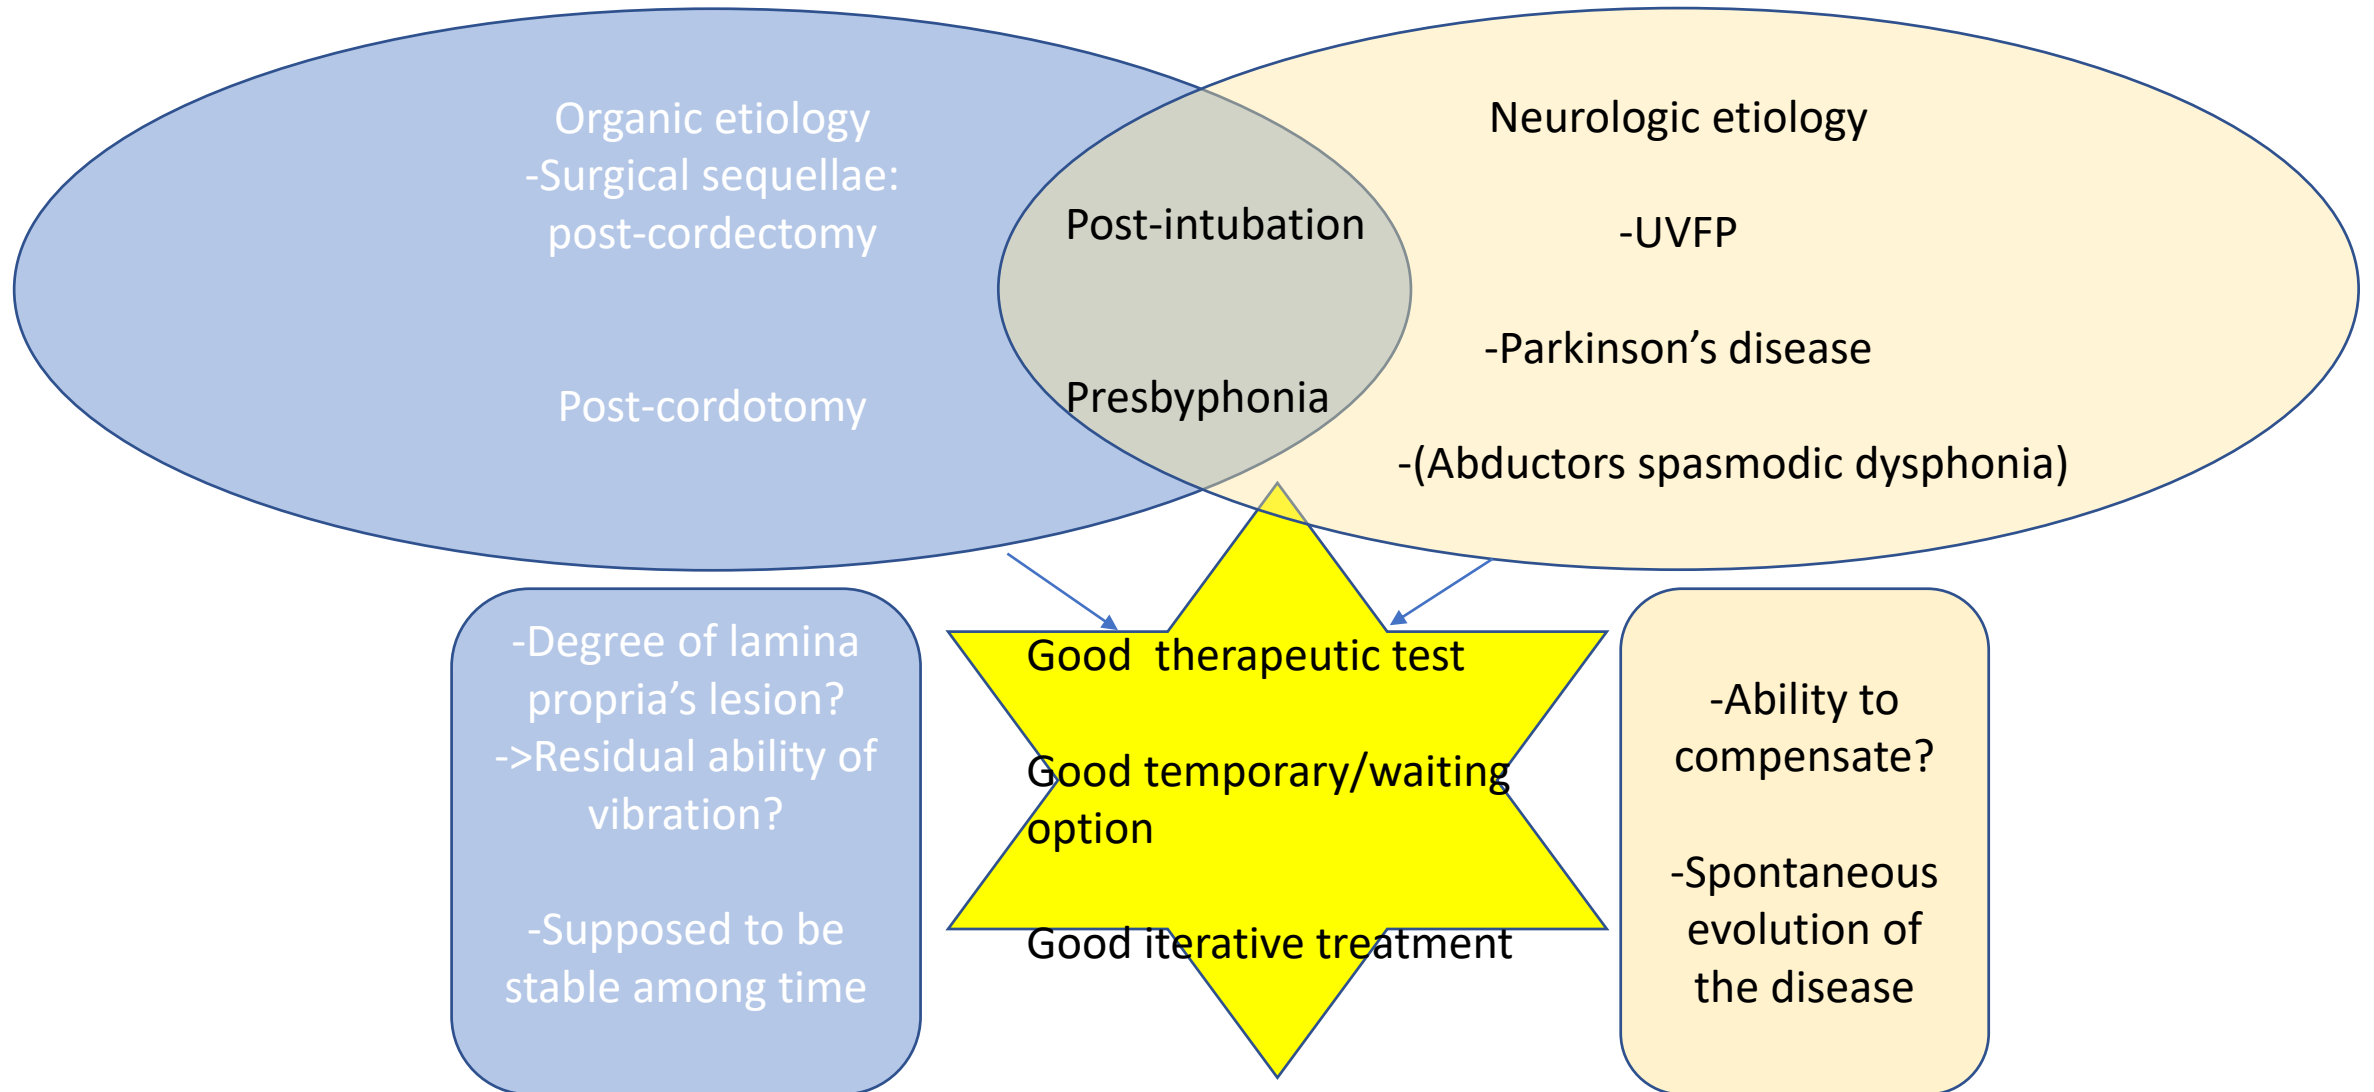 Organic etiology
-Surgical sequellae:
post-cordectomy
Post-cordotomy
Post-intubation
Presbyphonia
Neurologic etiology
-UVFP
-Parkinson’s disease
-(Abductors spasmodic dysphonia)
-Degree of lamina
propria’s lesion?
->Residual ability of
vibration?
-Supposed to be
stable among time
Good  therapeutic test
Good temporary/waiting
option
Good iterative treatment
-Ability to
compensate?
-Spontaneous
evolution of
the disease